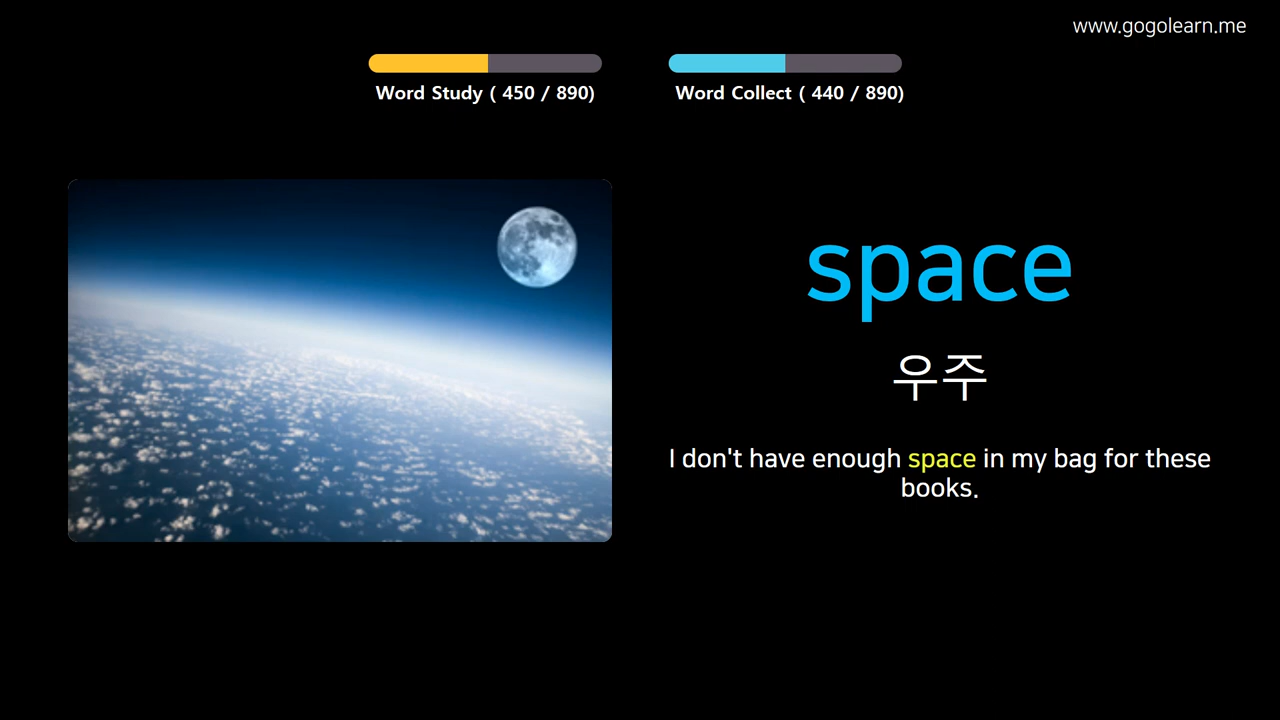 www.gogolearn.me
Word Study ( 450 / 890)
Word Collect ( 440 / 890)
space
우주
I don't have enough space in my bag for these
books.